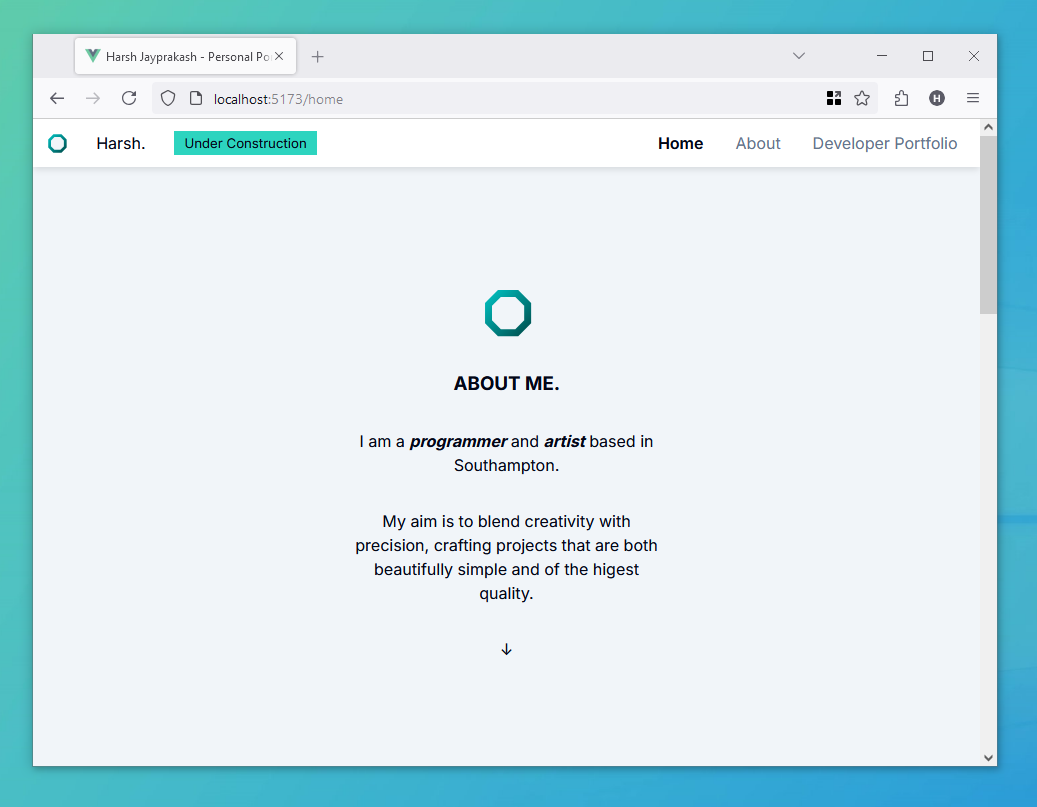 Harsh Jayprakash - Personal Po
localhost:5173/home
H
Harsh.
Under Construction
Home
About
Developer Portfolio
ABOUT ME.
I am a programmer and artist based in
Southampton.
My aim is to blend creativity with
precision, crafting projects that are both
beautifully simple and of the higest
quality.